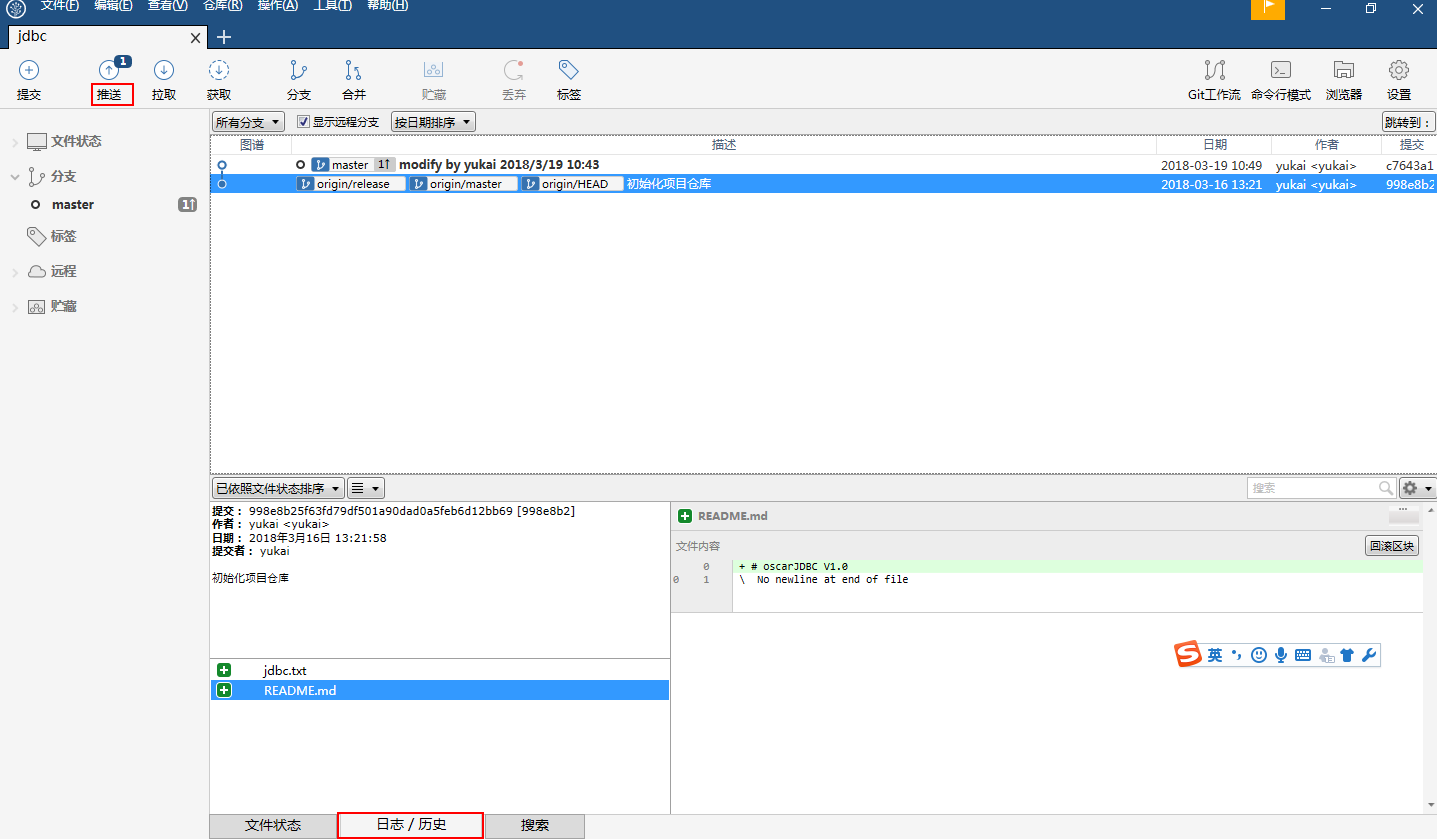 文件(F) 编辑(E) 查看(V) 仓库(R) 操作(A) 工具(T) 帮助(H)
jdbc
1
提交 推送 拉取 获取 分支 合并 贮藏 丢弃 标签 Git工作流 命令行模式 浏览器 设置
文件状态
分支
master 1↑
标签
远程
贮藏
所有分支 显示远程分支 按日期排序 跳转到：
图谱 描述 日期 作者 提交
master 1↑ modify by yukai 2018/3/19 10:43 2018-03-19 10:49 yukai <yukai> c7643a1
origin/release origin/master origin/HEAD 初始化项目仓库 2018-03-16 13:21 yukai <yukai> 998e8b2
已依照文件状态排序 搜索
提交： 998e8b25f63fd79df501a90dad0a5feb6d12bb69 [998e8b2]
作者： yukai <yukai>
日期： 2018年3月16日 13:21:58
提交者： yukai
初始化项目仓库
jdbc.txt
README.md
README.md
文件内容 回滚区块
0 + # oscarJDBC V1.0
0 1 \ No newline at end of file
英
文件状态 日志 / 历史 搜索